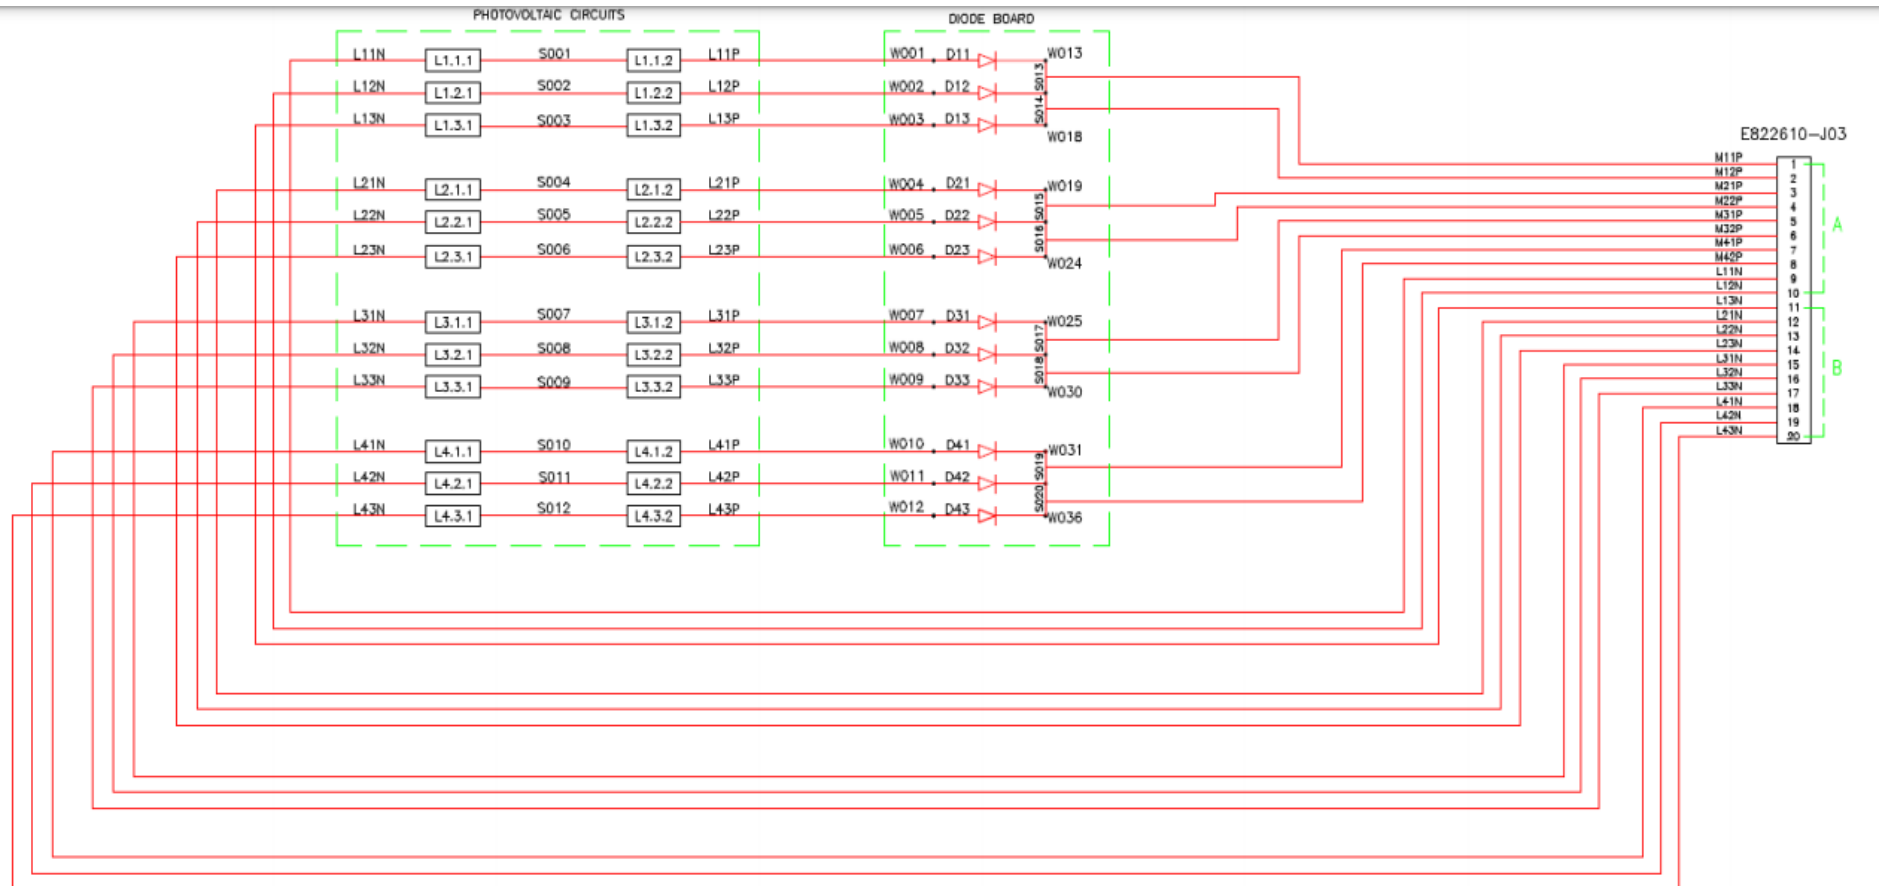 PHOTOVOLTAIC CIRCUITS
DIODE BOARD
L11N L1.1.1 S001 L1.1.2 L11P W001 D11 W013
S013
L12N L1.2.1 S002 L1.2.2 L12P W002 D12
S014
L13N L1.3.1 S003 L1.3.2 L13P W003 D13 W018
L21N L2.1.1 S004 L2.1.2 L21P W004 D21 W019
S015
L22N L2.2.1 S005 L2.2.2 L22P W005 D22
S016
L23N L2.3.1 S006 L2.3.2 L23P W006 D23 W024
L31N L3.1.1 S007 L3.1.2 L31P W007 D31 W025
S017
L32N L3.2.1 S008 L3.2.2 L32P W008 D32
S018
L33N L3.3.1 S009 L3.3.2 L33P W009 D33 W030
L41N L4.1.1 S010 L4.1.2 L41P W010 D41 W031
S019
L42N L4.2.1 S011 L4.2.2 L42P W011 D42
S020
L43N L4.3.1 S012 L4.3.2 L43P W012 D43 W036
E822610-J03
M11P 1
M12P 2
M21P 3
M22P 4
M31P 5
M32P 6
M41P 7
M42P 8
L11N 9
L12N 10
L13N 11
L21N 12
L22N 13
L23N 14
L31N 15
L32N 16
L33N 17
L41N 18
L42N 19
L43N 20
A
B